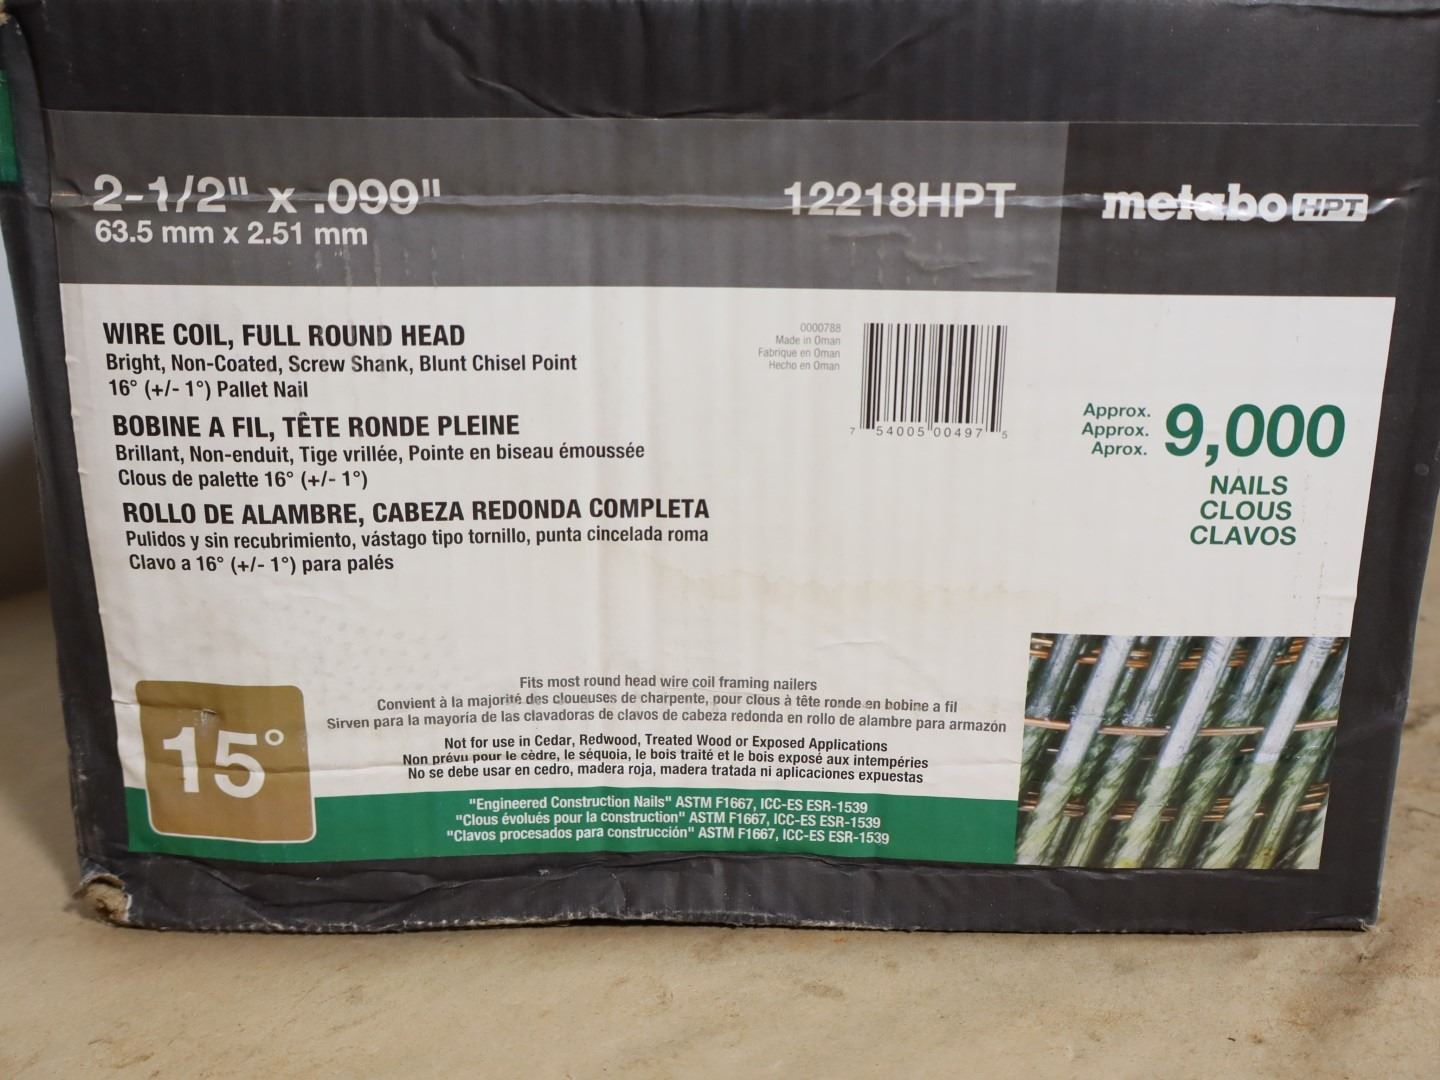 2-1/2" x .099"
63.5 mm x 2.51 mm
12218HPT
metabo HPT
WIRE COIL, FULL ROUND HEAD
Bright, Non-Coated, Screw Shank, Blunt Chisel Point
16° (+/- 1°) Pallet Nail
BOBINE A FIL, TÊTE RONDE PLEINE
Brillant, Non-enduit, Tige vrillée, Pointe en biseau émoussée
Clous de palette 16° (+/- 1°)
ROLLO DE ALAMBRE, CABEZA REDONDA COMPLETA
Pulidos y sin recubrimiento, vástago tipo tornillo, punta cincelada roma
Clavo a 16° (+/- 1°) para palés
0000788
Made in Oman
Fabrique en Oman
Hecho en Oman
7 54005 00497 5
Approx.
Approx.
Aprox.
9,000
NAILS
CLOUS
CLAVOS
15°
Fits most round head wire coil framing nailers
Convient à la majorité des cloueuses de charpente, pour clous à tête ronde en bobine a fil
Sirven para la mayoría de las clavadoras de clavos de cabeza redonda en rollo de alambre para armazón
Not for use in Cedar, Redwood, Treated Wood or Exposed Applications
Non prévu pour le cèdre, le séquoia, le bois traité et le bois exposé aux intempéries
No se debe usar en cedro, madera roja, madera tratada ni aplicaciones expuestas
"Engineered Construction Nails" ASTM F1667, ICC-ES ESR-1539
"Clous évolués pour la construction" ASTM F1667, ICC-ES ESR-1539
"Clavos procesados para construcción" ASTM F1667, ICC-ES ESR-1539